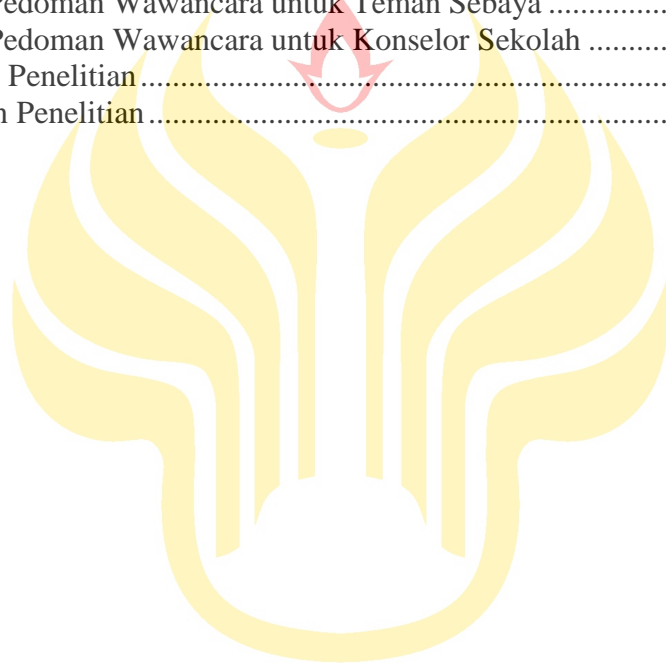 Pedoman Wawancara untuk Teman Sebaya ................
Pedoman Wawancara untuk Konselor Sekolah ...........
Penelitian ..........................................................................
n Penelitian .........................................................................